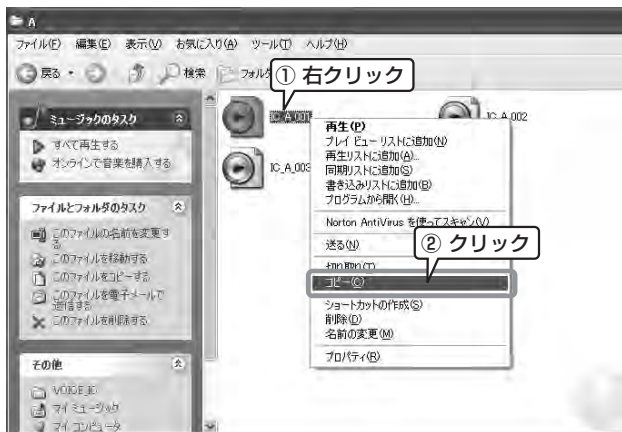 A
ファイル(F) 編集(E) 表示(V) お気に入り(A) ツール(T) ヘルプ(H)
戻る 検索 フォルダ
① 右クリック
ミュージックのタスク
すべて再生する
オンラインで音楽を購入する
ファイルとフォルダのタスク
このファイルの名前を変更す
る
このファイルを移動する
このファイルをコピーする
このファイルを電子メールで
送信する
このファイルを削除する
その他
VOICE_IC
マイ ミュージック
マイ コンピュータ
IC_A_001
IC_A_002
IC_A_003
再生(P)
プレイ ビュー リストに追加(N)
再生リストに追加(A)...
同期リストに追加(S)
書き込みリストに追加(B)
プログラムから開く(H)...
Norton AntiVirus を使ってスキャン(V)
送る(N)
② クリック
切り取り(T)
コピー(C)
ショートカットの作成(S)
削除(D)
名前の変更(M)
プロパティ(R)